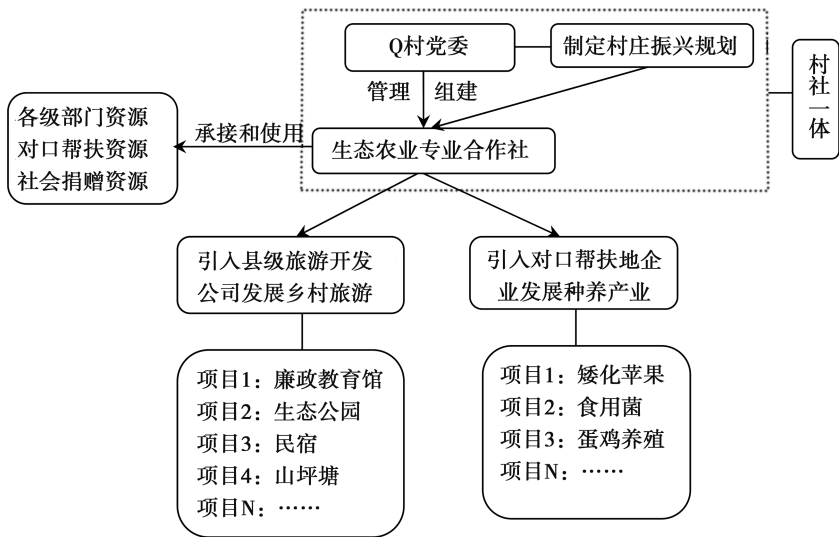 Q村党委
制定村庄振兴规划
村社一体
管理 组建
各级部门资源
对口帮扶资源
社会捐赠资源
承接和使用
生态农业专业合作社
引入县级旅游开发
公司发展乡村旅游
引入对口帮扶地企
业发展种养产业
项目1：廉政教育馆
项目2：生态公园
项目3：民宿
项目4：山坪塘
项目N：……
项目1：矮化苹果
项目2：食用菌
项目3：蛋鸡养殖
项目N：……